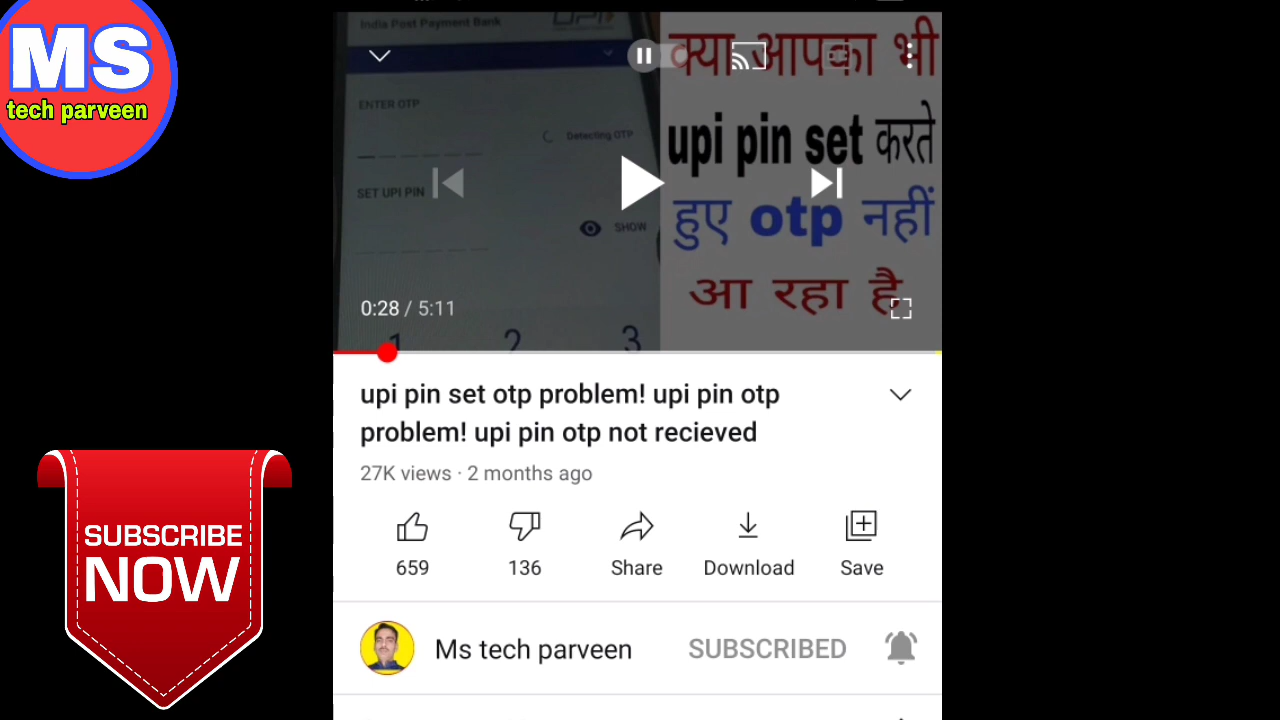 MS
tech parveen
India Post Payment Bank
UPI
क्या आपका भी
ENTER OTP
Detecting OTP
upi pin set करते
SET UPI PIN
SHOW
हुए otp नहीं
आ रहा है
0:28 / 5:11
1 2 3
upi pin set otp problem! upi pin otp
problem! upi pin otp not recieved
27K views · 2 months ago
659 136 Share Download Save
SUBSCRIBE
NOW
Ms tech parveen SUBSCRIBED